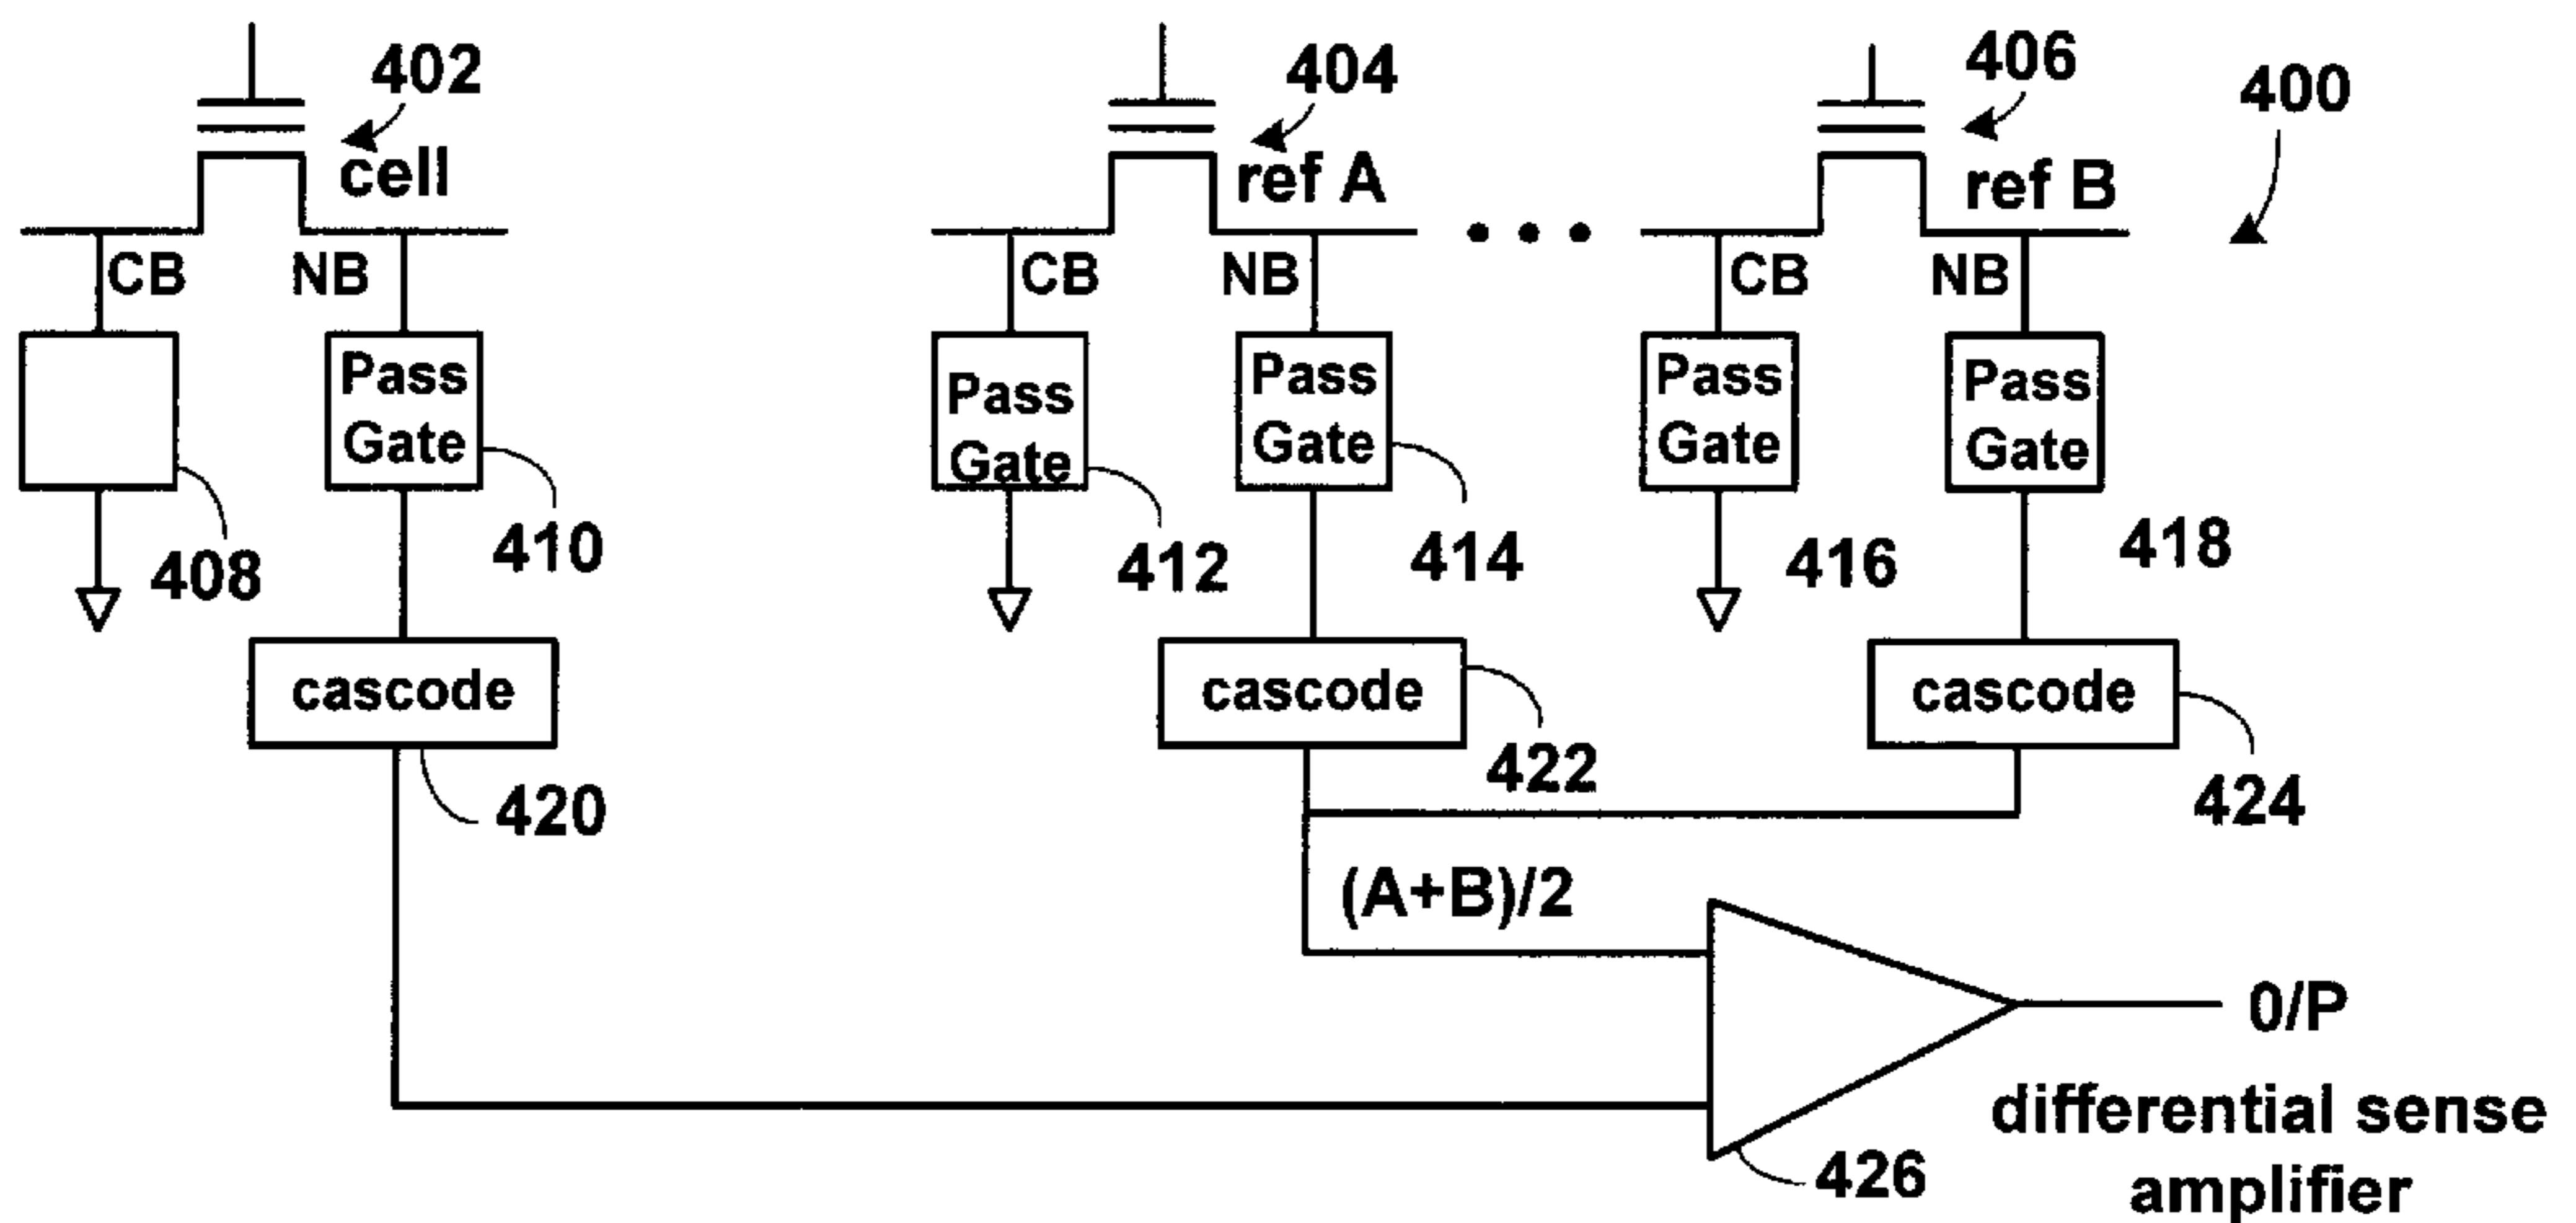 402
404
406
400
cell
ref A
ref B
CB
NB
CB
NB
CB
NB
Pass
Gate
Pass
Gate
Pass
Gate
Pass
Gate
Pass
Gate
408
410
412
414
416
418
cascode
cascode
cascode
420
422
424
(A+B)/2
0/P
differential sense
amplifier
426